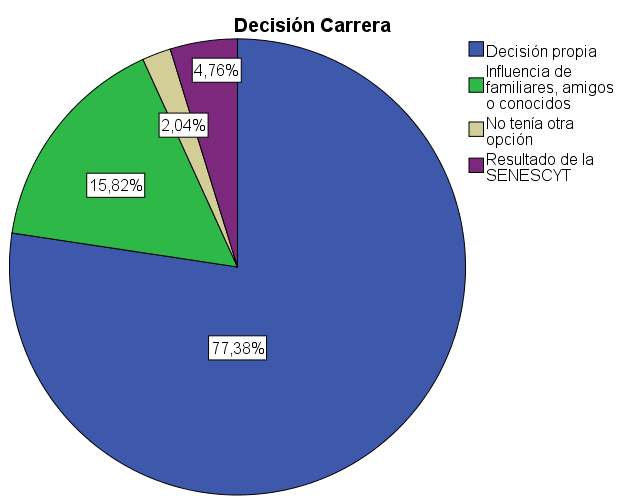 Decisión Carrera
4,76%
2,04%
15,82%
77,38%
Decisión propia
Influencia de
familiares, amigos
o conocidos
No tenía otra
opción
Resultado de la
SENESCYT